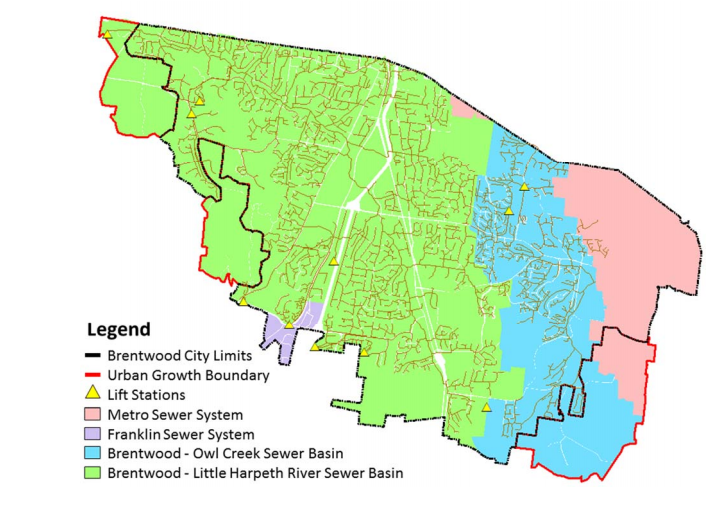 Legend
Brentwood City Limits
Urban Growth Boundary
Lift Stations
Metro Sewer System
Franklin Sewer System
Brentwood - Owl Creek Sewer Basin
Brentwood - Little Harpeth River Sewer Basin